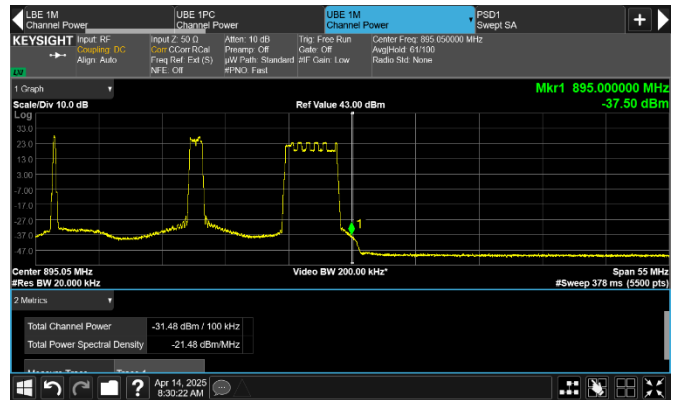 LBE 1M
Channel Power
UBE 1PC
Channel Power
UBE 1M
Channel Power
PSD1
Swept SA
KEYSIGHT
Input: RF
Coupling: DC
Align: Auto
Input Z: 50 Ω
Corr CCorr RCal
Freq Ref: Ext (S)
NFE: Off
Atten: 10 dB
Preamp: Off
µW Path: Standard
#PNO: Fast
Trig: Free Run
Gate: Off
#IF Gain: Low
Center Freq: 895.050000 MHz
Avg|Hold: 61/100
Radio Std: None
1 Graph
Mkr1 895.000000 MHz
-37.50 dBm
Scale/Div 10.0 dB
Ref Value 43.00 dBm
Log
33.0
23.0
13.0
3.00
-7.00
-17.0
-27.0
-37.0
-47.0
1
Center 895.05 MHz
#Res BW 20.000 kHz
Video BW 200.00 kHz*
Span 55 MHz
#Sweep 378 ms (5500 pts)
2 Metrics
Total Channel Power -31.48 dBm / 100 kHz
Total Power Spectral Density -21.48 dBm/MHz
Apr 14, 2025
8:30:22 AM